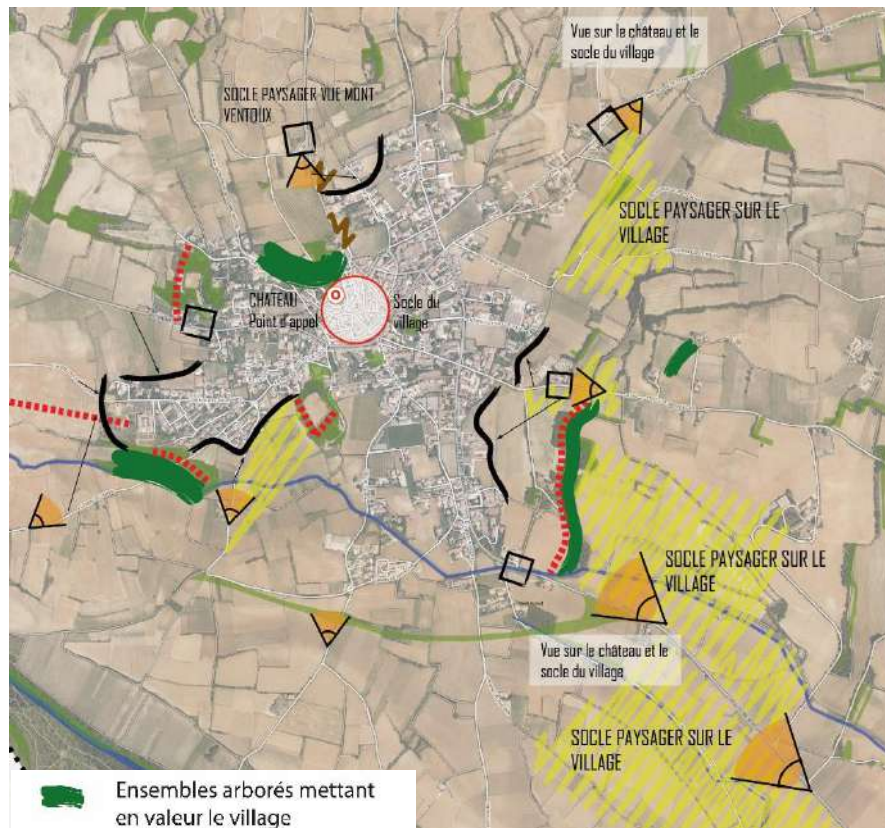 Vue sur le château et le
socle du village
SOCLE PAYSAGER VUE MONT
VENTOUX
SOCLE PAYSAGER SUR LE
VILLAGE
CHATEAU
Point d'appel
Socle du
village
SOCLE PAYSAGER SUR LE
VILLAGE
Vue sur le château et le
socle du village
SOCLE PAYSAGER SUR LE
VILLAGE
Ensembles arborés mettant
en valeur le village